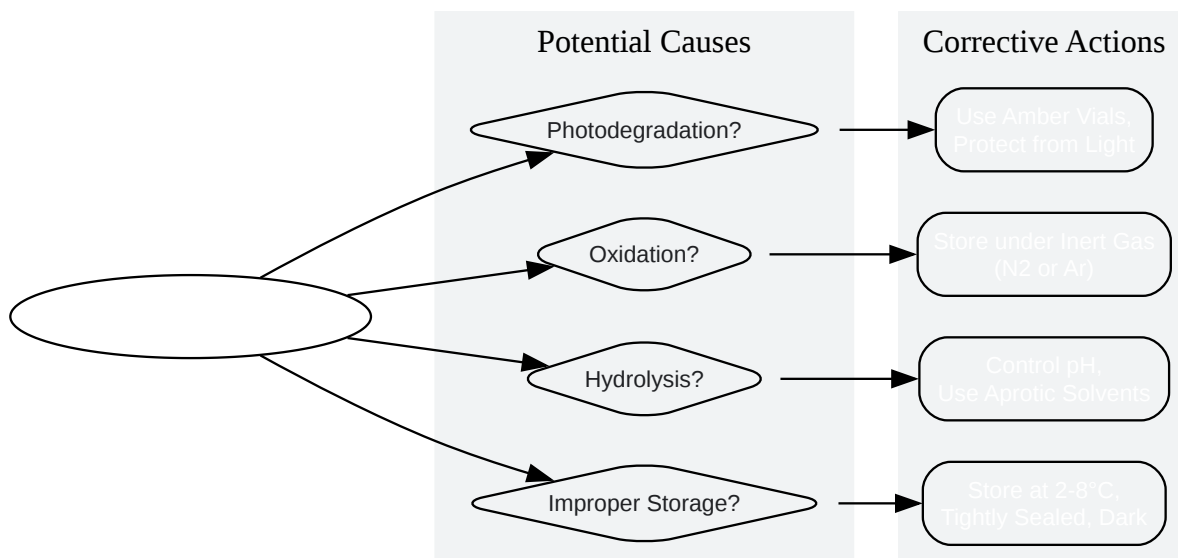 Potential Causes
Corrective Actions
Photodegradation?
Use Amber Vials,
Protect from Light
Oxidation?
Store under Inert Gas
(N2 or Ar)
Hydrolysis?
Control pH,
Use Aprotic Solvents
Improper Storage?
Store at 2-8°C,
Tightly Sealed, Dark